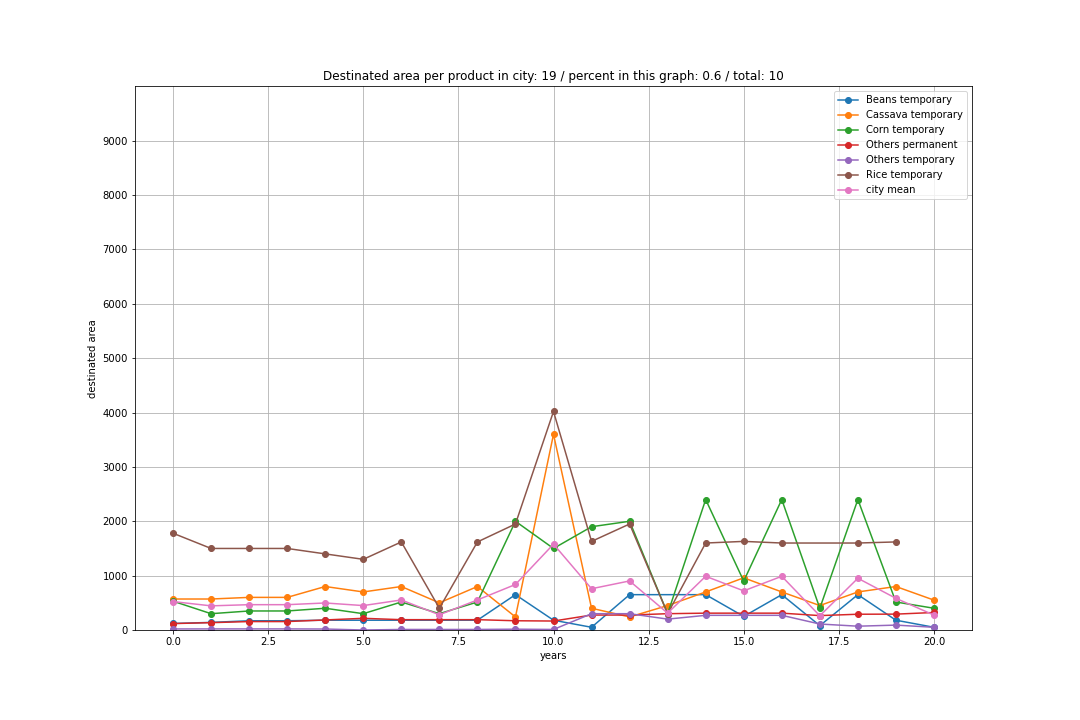 Destinated area per product in city: 19 / percent in this graph: 0.6 / total: 10
Beans temporary
Cassava temporary
Corn temporary
Others permanent
Others temporary
Rice temporary
city mean
9000
8000
7000
6000
5000
4000
3000
2000
1000
0
destinated area
0.0 2.5 5.0 7.5 10.0 12.5 15.0 17.5 20.0
years